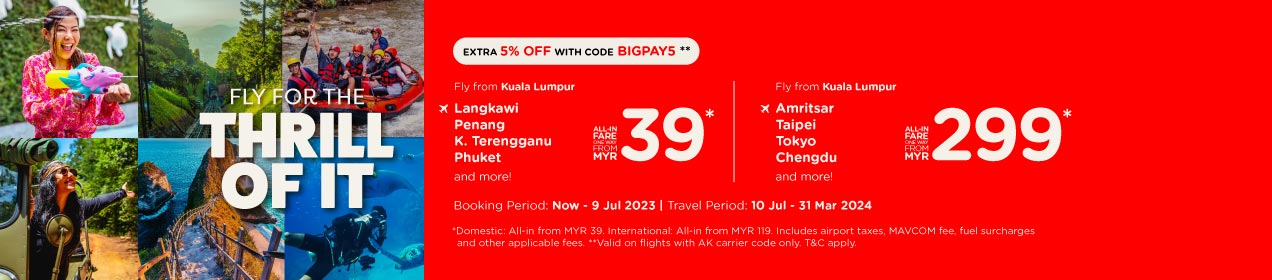 FLY FOR THE
THRILL
OF IT
EXTRA 5% OFF WITH CODE BIGPAY5 **
Fly from Kuala Lumpur
Langkawi
Penang
K. Terengganu
Phuket
and more!
ALL-IN
FARE
ONE WAY
FROM
MYR
39*
Fly from Kuala Lumpur
Amritsar
Taipei
Tokyo
Chengdu
and more!
ALL-IN
FARE
ONE WAY
FROM
MYR
299*
Booking Period: Now - 9 Jul 2023 | Travel Period: 10 Jul - 31 Mar 2024
*Domestic: All-in from MYR 39. International: All-in from MYR 119. Includes airport taxes, MAVCOM fee, fuel surcharges
and other applicable fees. **Valid on flights with AK carrier code only. T&C apply.